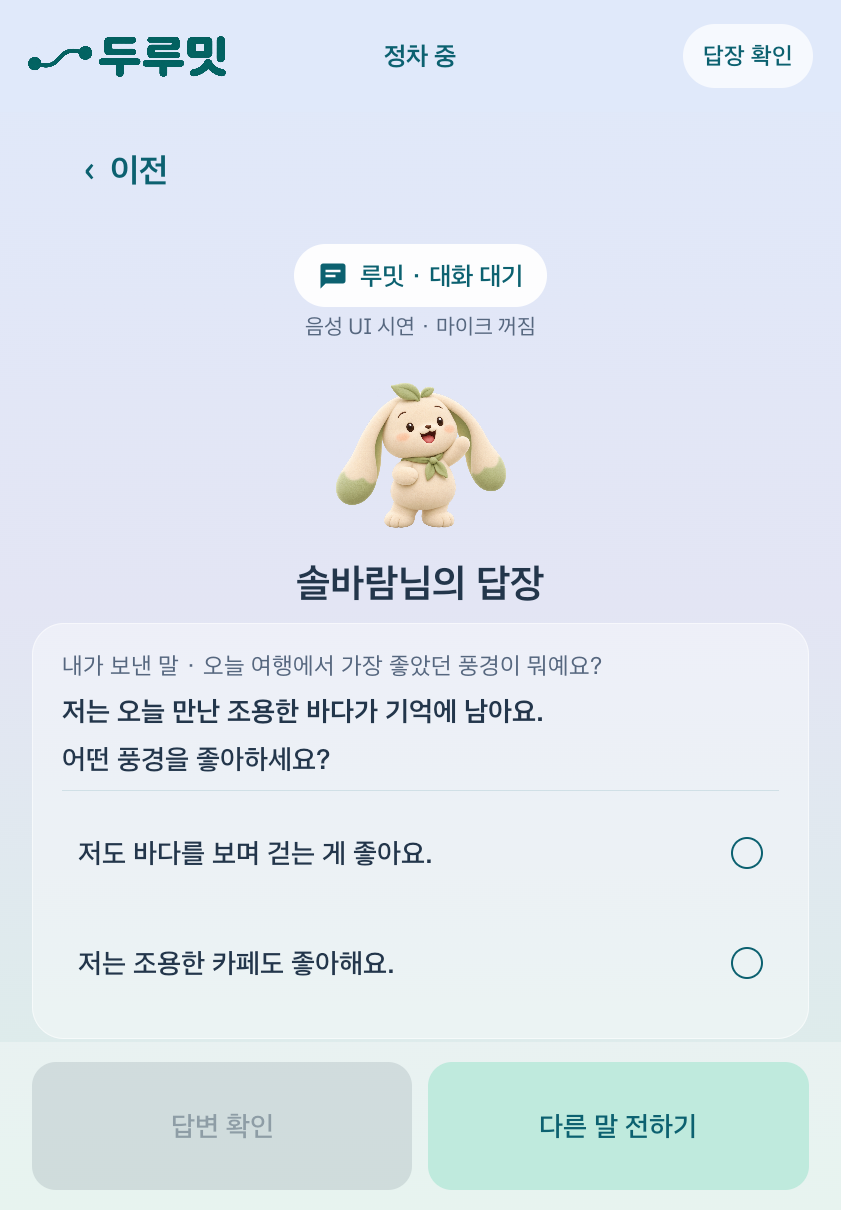 두루밋
정차 중
답장 확인
‹ 이전
루밋 · 대화 대기
음성 UI 시연 · 마이크 꺼짐
솔바람님의 답장
내가 보낸 말 · 오늘 여행에서 가장 좋았던 풍경이 뭐예요?
저는 오늘 만난 조용한 바다가 기억에 남아요.
어떤 풍경을 좋아하세요?
저도 바다를 보며 걷는 게 좋아요.
저는 조용한 카페도 좋아해요.
답변 확인
다른 말 전하기